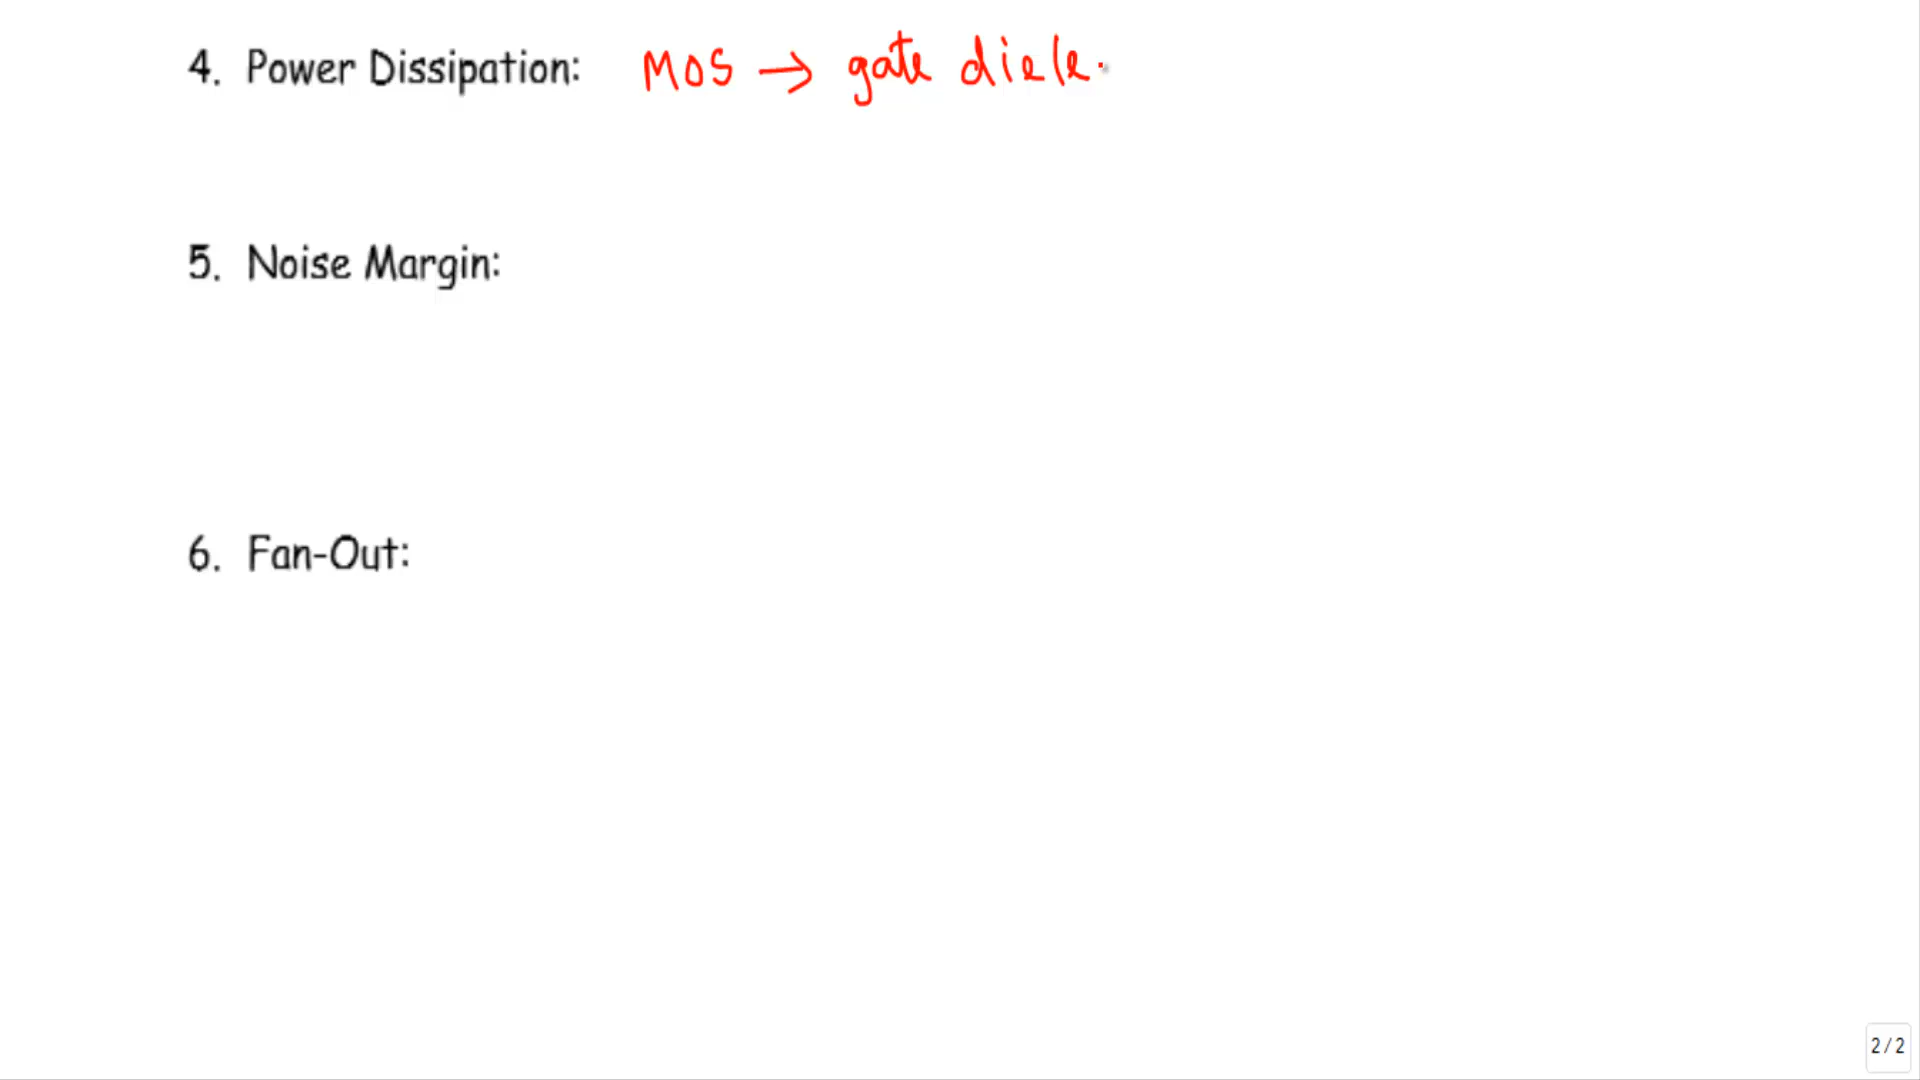 4. Power Dissipation: MOS → gate diele
5. Noise Margin:
6. Fan-Out:
2/2